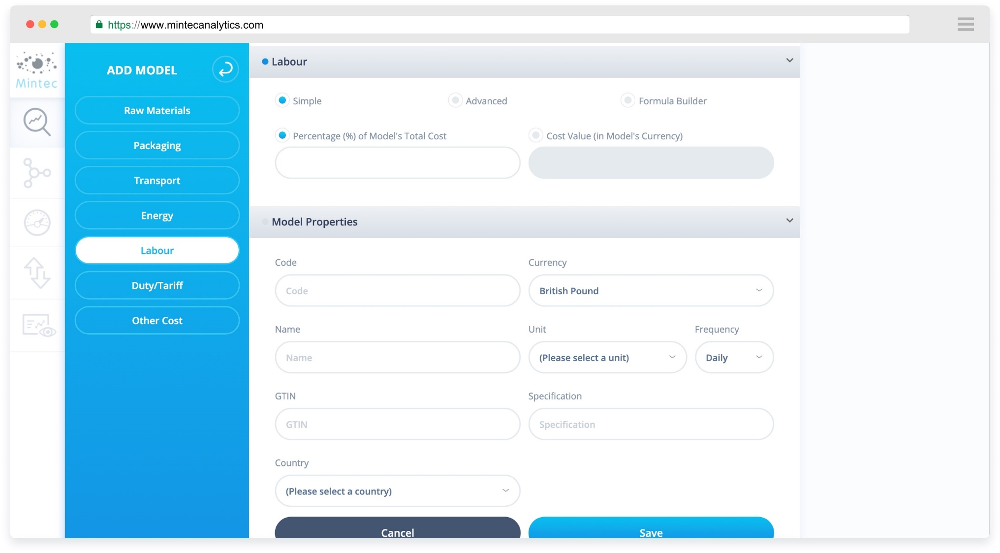 https://www.mintecanalytics.com
Mintec
ADD MODEL
Raw Materials
Packaging
Transport
Energy
Labour
Duty/Tariff
Other Cost
Labour
Simple
Advanced
Formula Builder
Percentage (%) of Model's Total Cost
Cost Value (in Model's Currency)
Model Properties
Code
Currency
Code
British Pound
Name
Unit
Frequency
Name
(Please select a unit)
Daily
GTIN
Specification
GTIN
Specification
Country
(Please select a country)
Cancel
Save